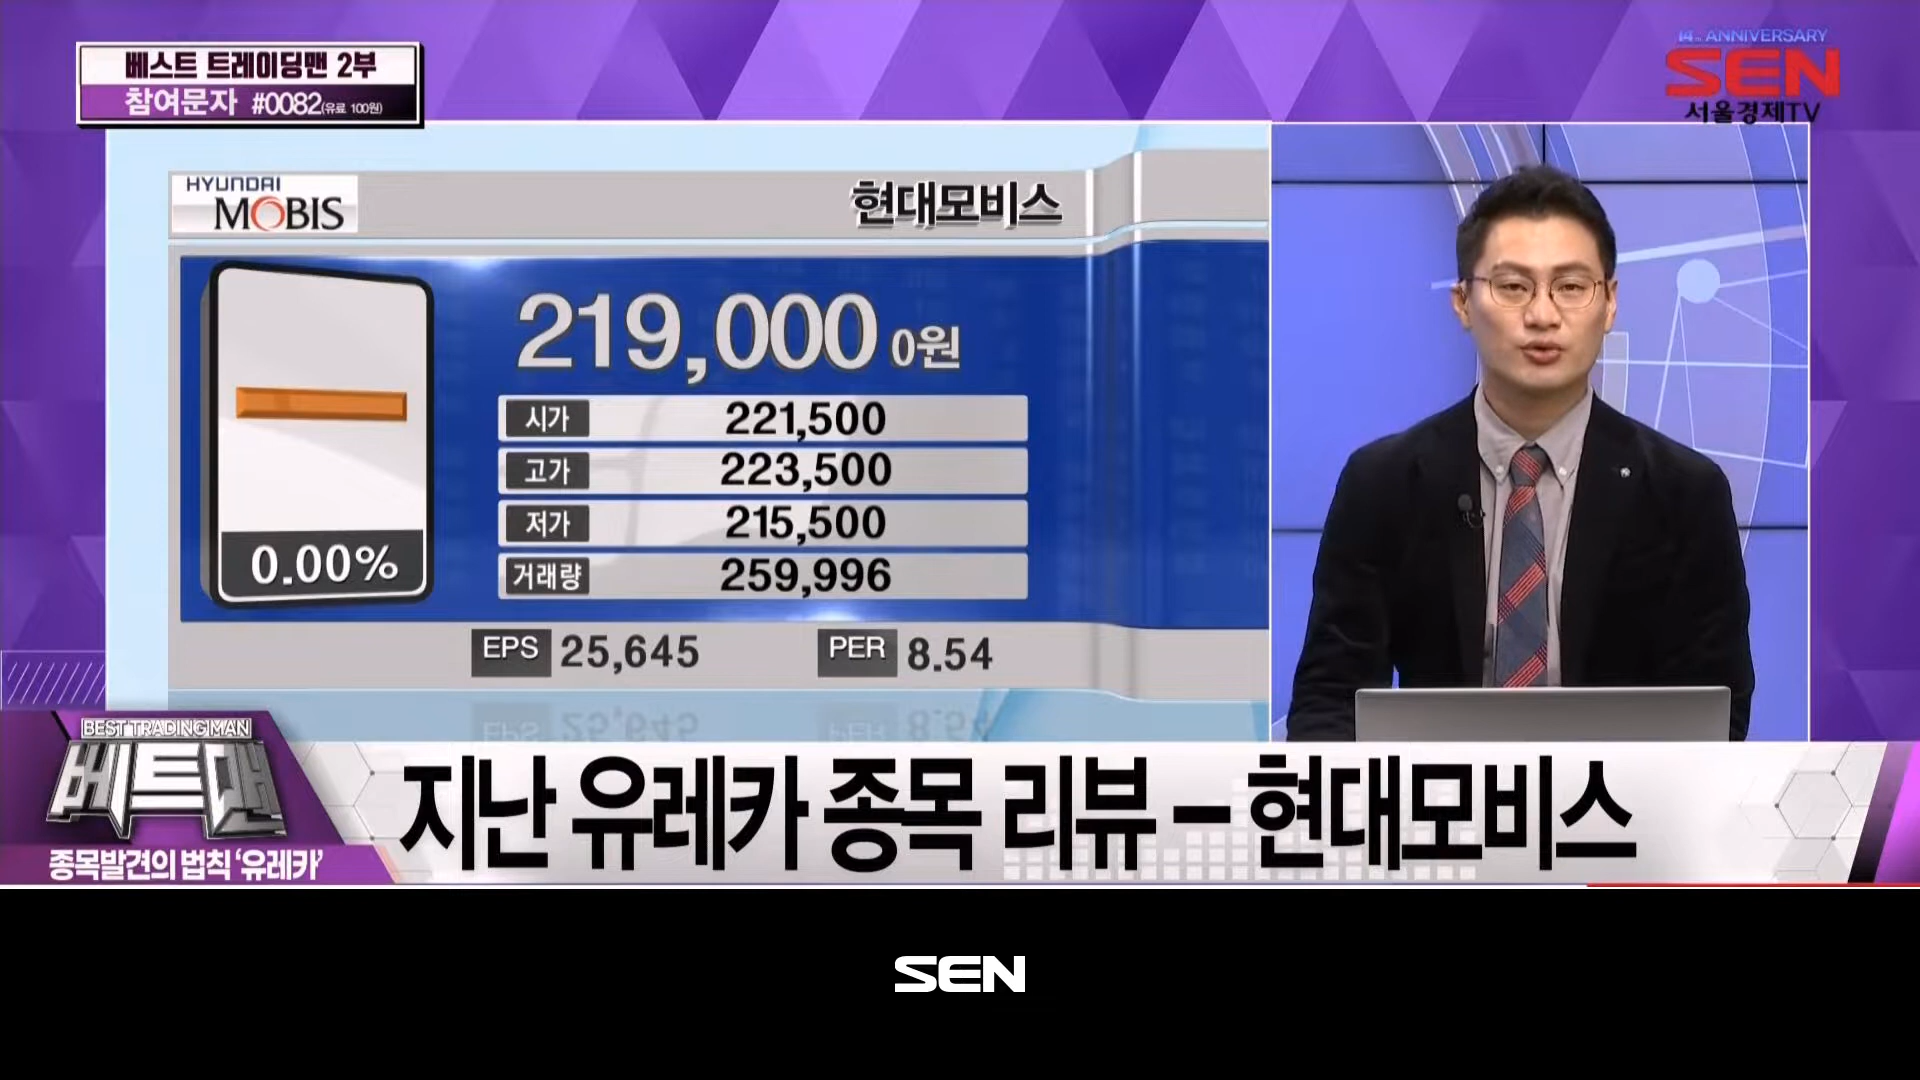 베스트 트레이딩맨 2부
참여문자 #0082(유료 100원)
14th ANNIVERSARY
SEN
서울경제TV
HYUNDAI
MOBIS
현대모비스
219,000 0원
시가 221,500
고가 223,500
저가 215,500
거래량 259,996
0.00%
EPS 25,645 PER 8.54
BEST TRADING MAN
베트맨
종목발견의 법칙 ‘유레카’
지난 유레카 종목 리뷰 – 현대모비스
SEN